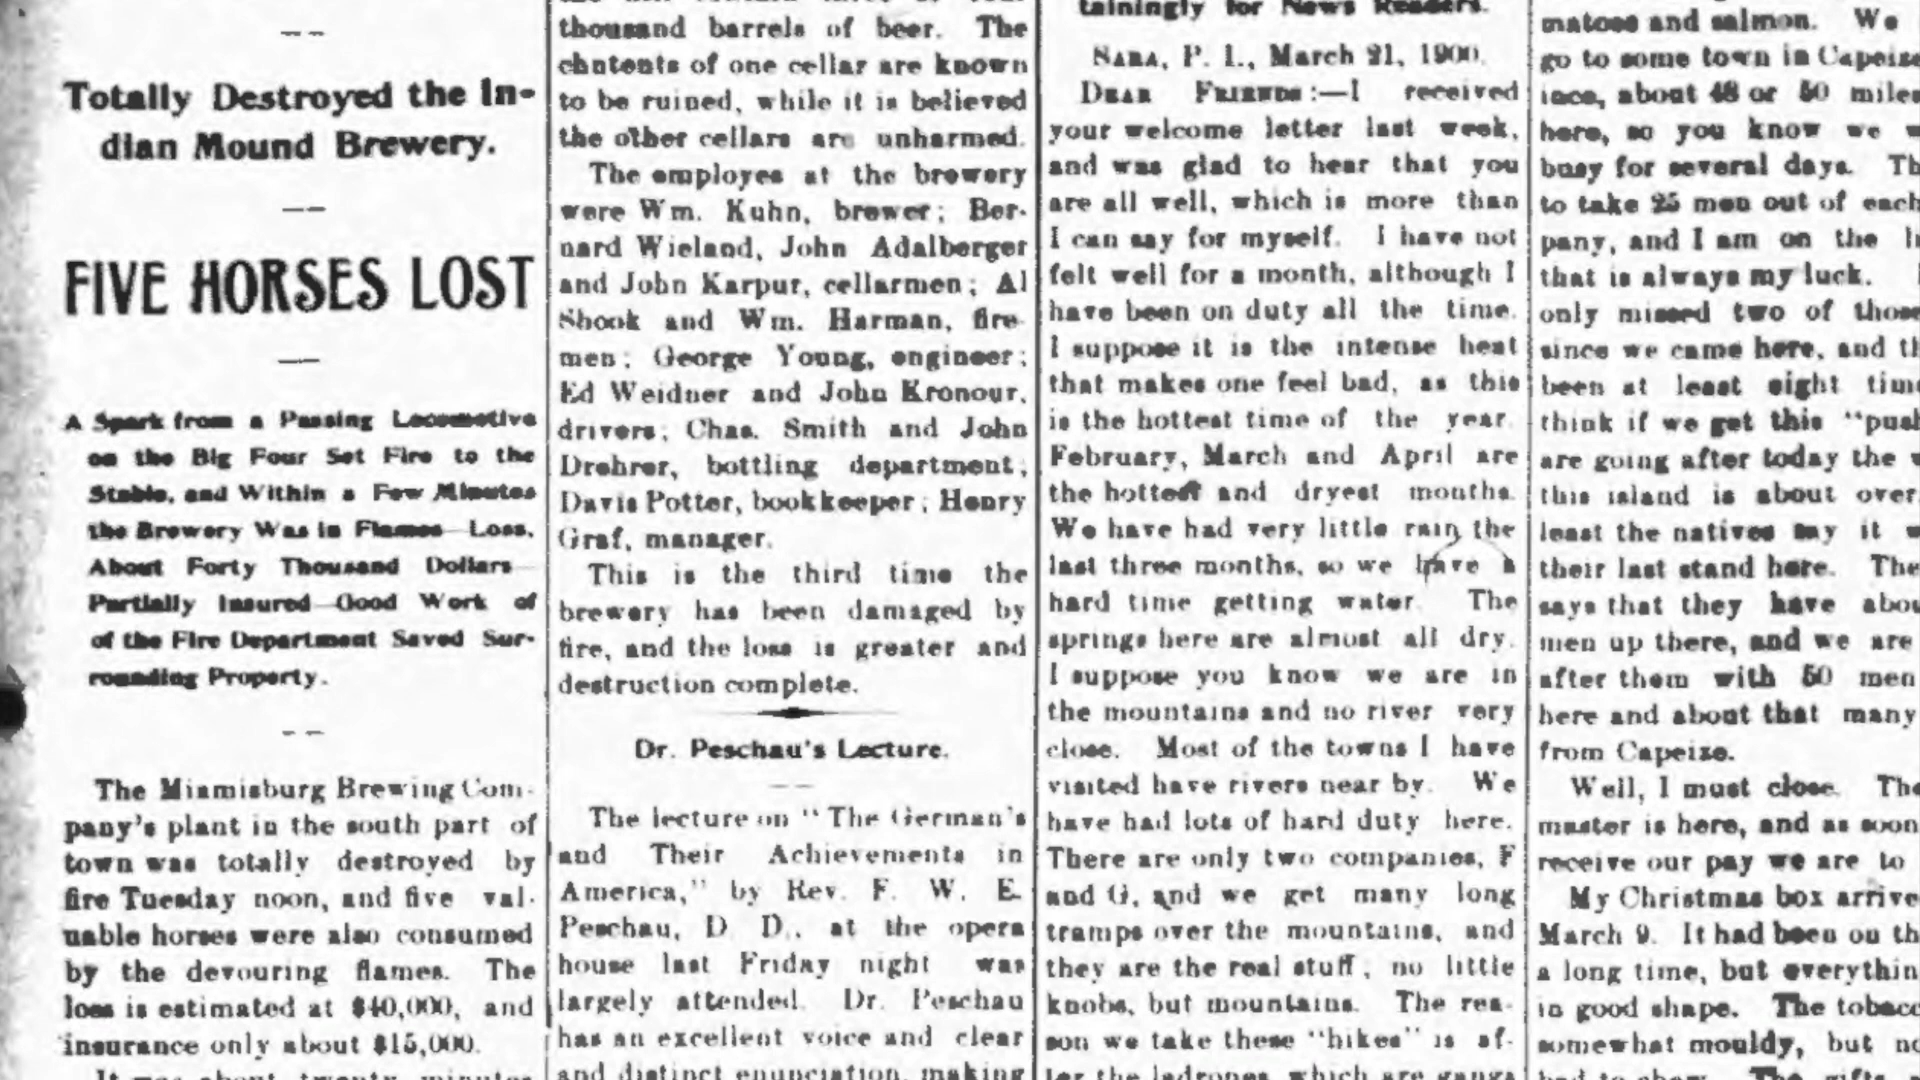 Totally Destroyed the In-
dian Mound Brewery.
FIVE HORSES LOST
A Spark from a Passing Locomotive
on the Big Four Set Fire to the
Stable, and Within a Few Minutes
the Brewery Was in Flames—Loss,
About Forty Thousand Dollars—
Partially Insured—Good Work of
of the Fire Department Saved Sur-
rounding Property.
The Miamisburg Brewing Com-
pany's plant in the south part of
town was totally destroyed by
fire Tuesday noon, and five val-
uable horses were also consumed
by the devouring flames. The
loss is estimated at $40,000, and
insurance only about $15,000.
It was about twenty minutes
thousand barrels of beer. The
chntents of one cellar are known
to be ruined, while it is believed
the other cellars are unharmed.
The employes at the brewery
were Wm. Kuhn, brewer; Ber-
nard Wieland, John Adalberger
and John Karpur, cellarmen; Al
Shook and Wm. Harman, fire-
men; George Young, engineer;
Ed Weidner and John Kronour,
drivers; Chas. Smith and John
Drehrer, bottling department;
Davis Potter, bookkeeper; Henry
Graf, manager.
This is the third time the
brewery has been damaged by
fire, and the loss is greater and
destruction complete.
Dr. Peschau's Lecture.
The lecture on "The German's
and Their Achievements in
America," by Rev. F. W. E.
Peschau, D. D., at the opera
house last Friday night was
largely attended. Dr. Peschau
has an excellent voice and clear
and distinct enunciation, making
tainingly for News Readers.
SARA, P. I., March 21, 1900.
DEAR FRIENDS:—I received
your welcome letter last week,
and was glad to hear that you
are all well, which is more than
I can say for myself. I have not
felt well for a month, although I
have been on duty all the time.
I suppose it is the intense heat
that makes one feel bad, as this
is the hottest time of the year.
February, March and April are
the hottest and dryest months.
We have had very little rain the
last three months, so we have a
hard time getting water. The
springs here are almost all dry.
I suppose you know we are in
the mountains and no river very
close. Most of the towns I have
visited have rivers near by. We
have had lots of hard duty here.
There are only two companies, F
and G, and we get many long
tramps over the mountains, and
they are the real stuff; no little
knobs, but mountains. The rea-
son we take these "hikes" is af-
ter the ladrones, which are gangs
matoes and salmon. We
go to some town in Capeize
ince, about 48 or 50 miles
here, so you know we w
busy for several days. Th
to take 25 men out of each
pany, and I am on the li
that is always my luck.
only missed two of those
since we came here, and th
been at least eight time
think if we get this "push
are going after today the w
this island is about over.
least the natives say it w
their last stand here. The
says that they have abou
men up there, and we are
after them with 50 men
here and about that many
from Capeize.
Well, I must close. The
master is here, and as soon
receive our pay we are to
My Christmas box arrive
March 9. It had been on th
a long time, but everythin
in good shape. The tobacc
somewhat mouldy, but no